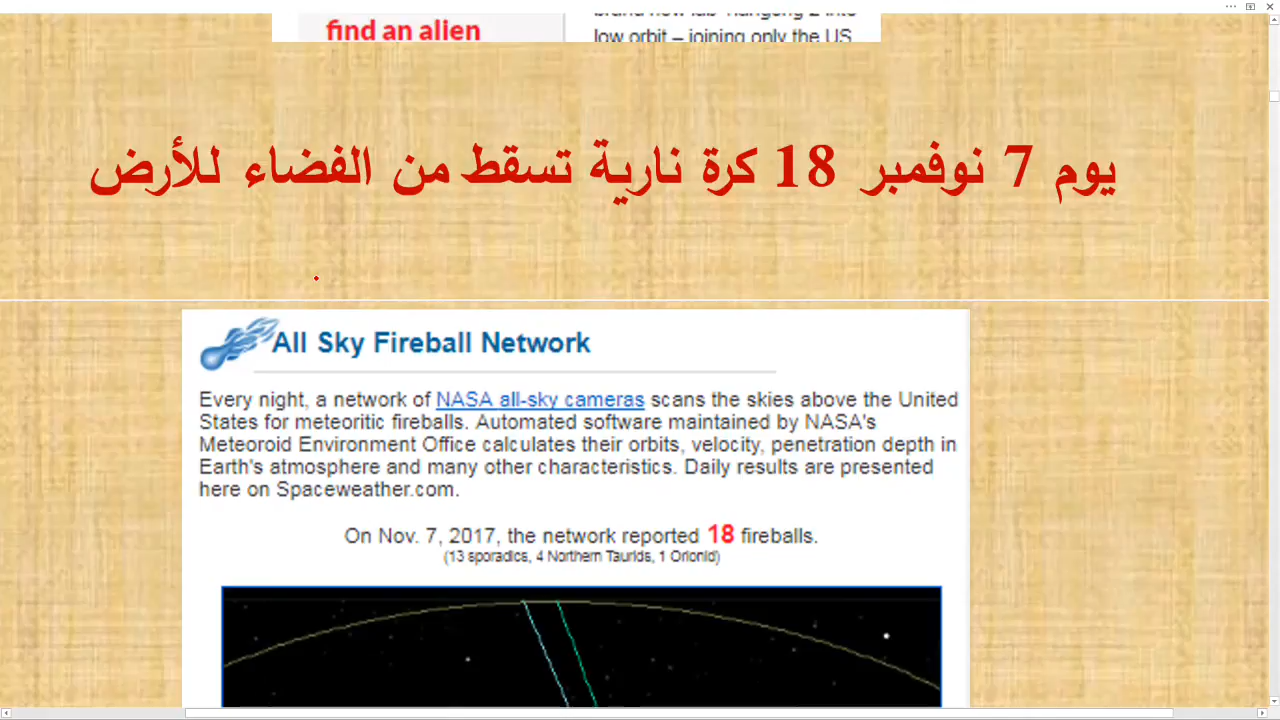 find an alien
low orbit – joining only the US
يوم 7 نوفمبر 18 كرة نارية تسقط من الفضاء للأرض
All Sky Fireball Network
Every night, a network of NASA all-sky cameras scans the skies above the United
States for meteoritic fireballs. Automated software maintained by NASA's
Meteoroid Environment Office calculates their orbits, velocity, penetration depth in
Earth's atmosphere and many other characteristics. Daily results are presented
here on Spaceweather.com.
On Nov. 7, 2017, the network reported 18 fireballs.
(13 sporadics, 4 Northern Taurids, 1 Orionid)